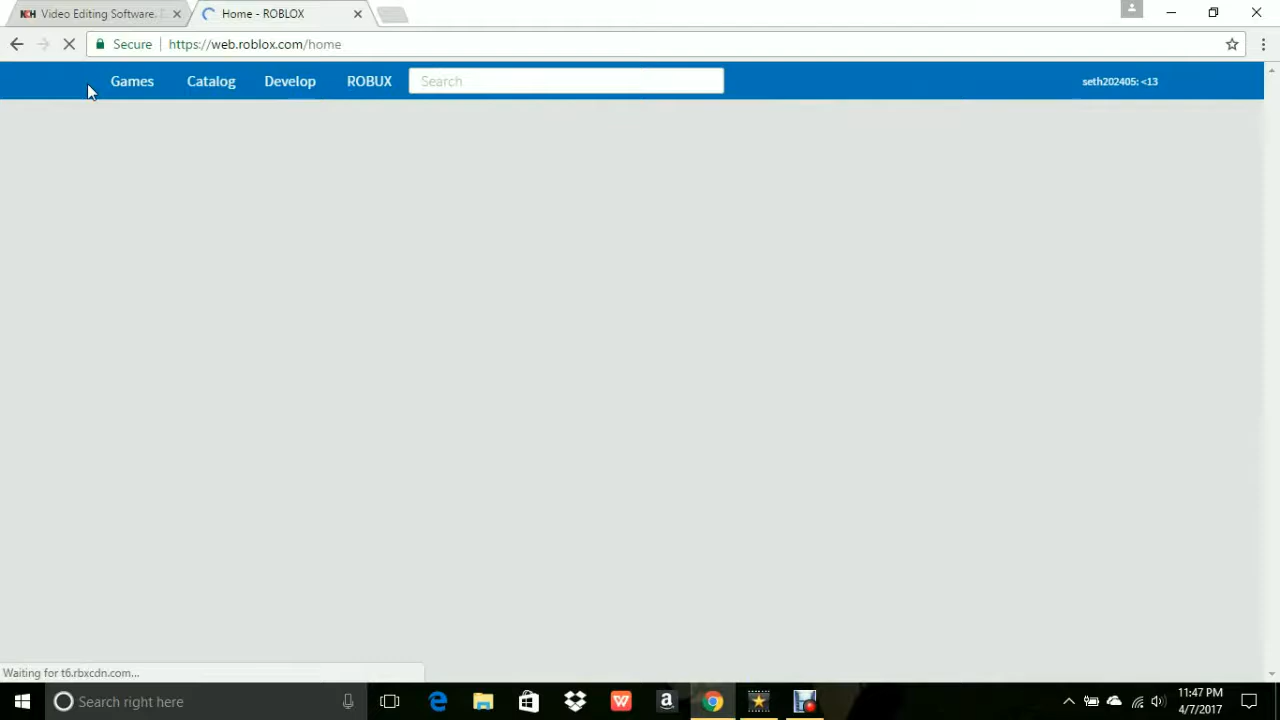 NCH Video Editing Software.
Home - ROBLOX
Secure https://web.roblox.com/home
Games Catalog Develop ROBUX Search seth202405: <13
Waiting for t6.rbxcdn.com...
Search right here
11:47 PM
4/7/2017